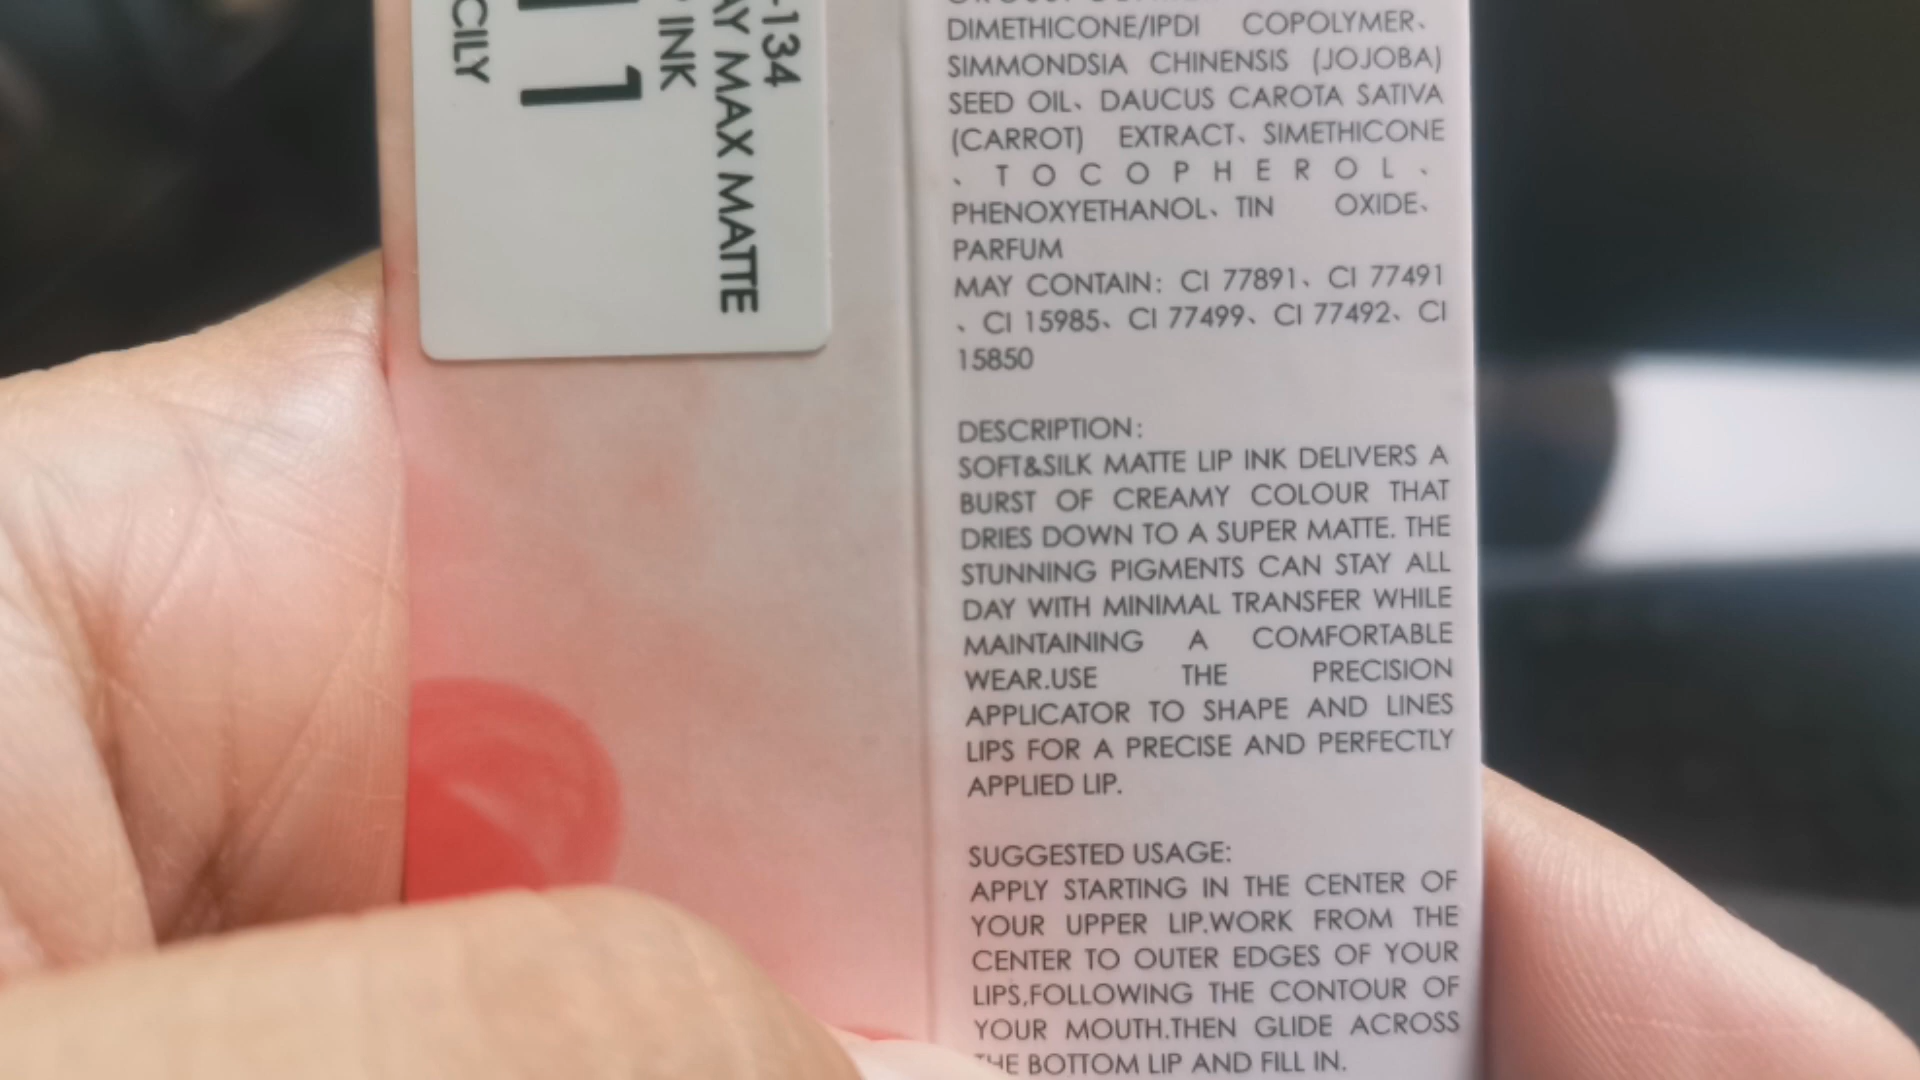 -134
AY MAX MATTE
INK
11
CILY
DIMETHICONE/IPDI COPOLYMER、
SIMMONDSIA CHINENSIS (JOJOBA)
SEED OIL、DAUCUS CAROTA SATIVA
(CARROT) EXTRACT、SIMETHICONE
、TOCOPHEROL、
PHENOXYETHANOL、TIN OXIDE、
PARFUM
MAY CONTAIN: CI 77891、CI 77491
、CI 15985、CI 77499、CI 77492、CI
15850
DESCRIPTION:
SOFT&SILK MATTE LIP INK DELIVERS A
BURST OF CREAMY COLOUR THAT
DRIES DOWN TO A SUPER MATTE. THE
STUNNING PIGMENTS CAN STAY ALL
DAY WITH MINIMAL TRANSFER WHILE
MAINTAINING A COMFORTABLE
WEAR.USE THE PRECISION
APPLICATOR TO SHAPE AND LINES
LIPS FOR A PRECISE AND PERFECTLY
APPLIED LIP.
SUGGESTED USAGE:
APPLY STARTING IN THE CENTER OF
YOUR UPPER LIP.WORK FROM THE
CENTER TO OUTER EDGES OF YOUR
LIPS,FOLLOWING THE CONTOUR OF
YOUR MOUTH.THEN GLIDE ACROSS
THE BOTTOM LIP AND FILL IN.